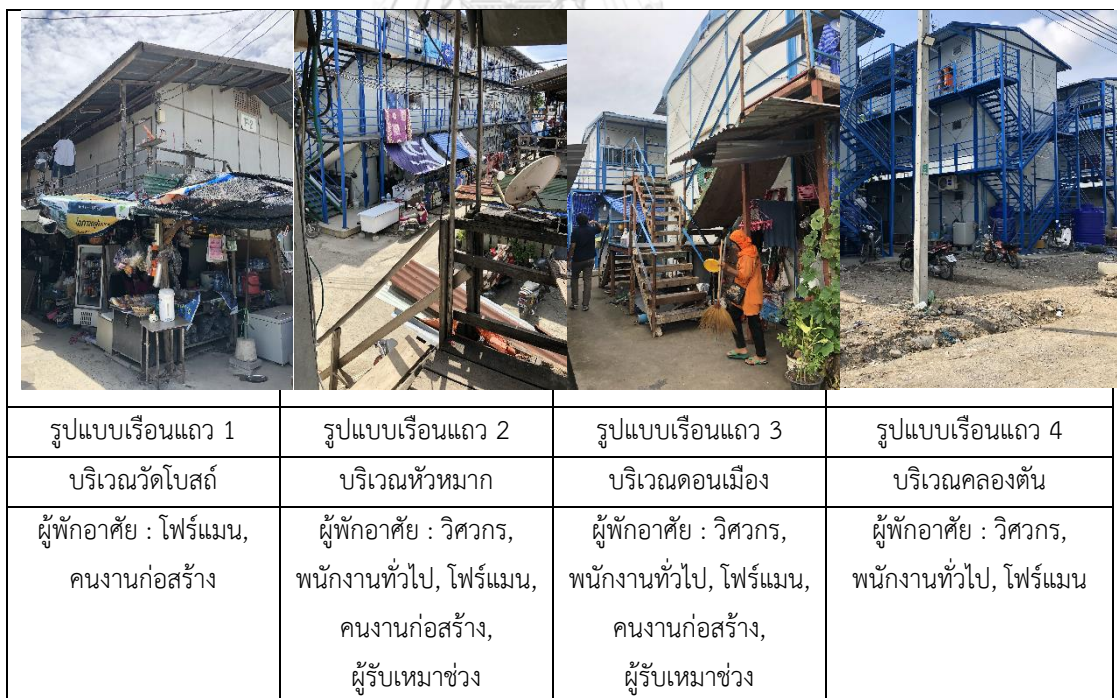 รูปแบบเรือนแถว 1
รูปแบบเรือนแถว 2
รูปแบบเรือนแถว 3
รูปแบบเรือนแถว 4
บริเวณวัดโบสถ์
บริเวณหัวหมาก
บริเวณดอนเมือง
บริเวณคลองตัน
ผู้พักอาศัย : โฟร์แมน,
คนงานก่อสร้าง
ผู้พักอาศัย : วิศวกร,
พนักงานทั่วไป, โฟร์แมน,
คนงานก่อสร้าง,
ผู้รับเหมาช่วง
ผู้พักอาศัย : วิศวกร,
พนักงานทั่วไป, โฟร์แมน,
คนงานก่อสร้าง,
ผู้รับเหมาช่วง
ผู้พักอาศัย : วิศวกร,
พนักงานทั่วไป, โฟร์แมน